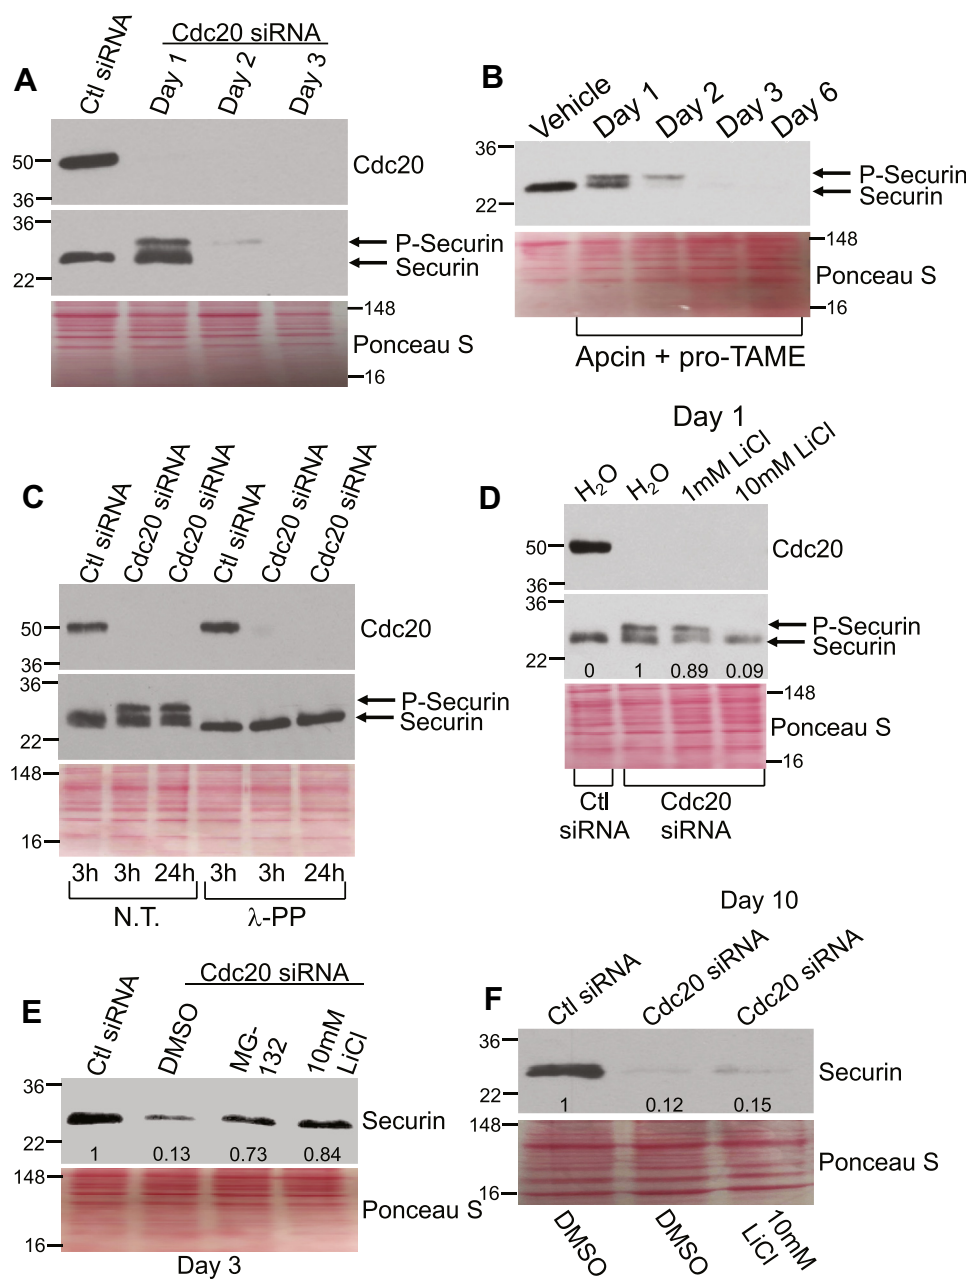 A
Ctl siRNA
Cdc20 siRNA
Day 1
Day 2
Day 3
50
36
Cdc20
36
22
P-Securin
Securin
148
Ponceau S
16
B
Vehicle
Day 1
Day 2
Day 3
Day 6
36
22
P-Securin
Securin
148
Ponceau S
16
Apcin + pro-TAME
C
Ctl siRNA
Cdc20 siRNA
Cdc20 siRNA
Ctl siRNA
Cdc20 siRNA
Cdc20 siRNA
50
36
Cdc20
36
22
P-Securin
Securin
148
16
3h 3h 24h 3h 3h 24h
N.T. λ-PP
Day 1
D
H₂O
H₂O
1mM LiCl
10mM LiCl
50
36
Cdc20
36
22
P-Securin
Securin
0 1 0.89 0.09
148
Ponceau S
16
Ctl
siRNA
Cdc20
siRNA
E
Cdc20 siRNA
Ctl siRNA
DMSO
MG-
132
10mM
LiCl
36
22
Securin
1 0.13 0.73 0.84
148
Ponceau S
16
Day 3
Day 10
F
Ctl siRNA
Cdc20 siRNA
Cdc20 siRNA
36
22
Securin
1 0.12 0.15
148
Ponceau S
16
DMSO
DMSO
10mM
LiCl